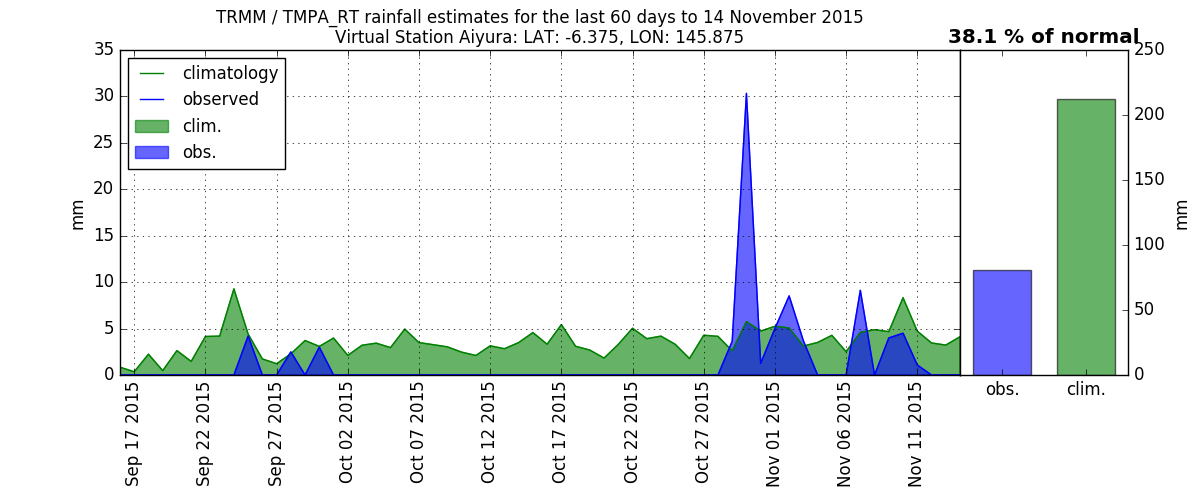 TRMM / TMPA_RT rainfall estimates for the last 60 days to 14 November 2015
Virtual Station Aiyura: LAT: -6.375, LON: 145.875
38.1 % of normal
35
30
25
20
15
10
5
0
mm
climatology
observed
clim.
obs.
Sep 17 2015
Sep 22 2015
Sep 27 2015
Oct 02 2015
Oct 07 2015
Oct 12 2015
Oct 17 2015
Oct 22 2015
Oct 27 2015
Nov 01 2015
Nov 06 2015
Nov 11 2015
250
200
150
100
50
0
mm
obs.
clim.